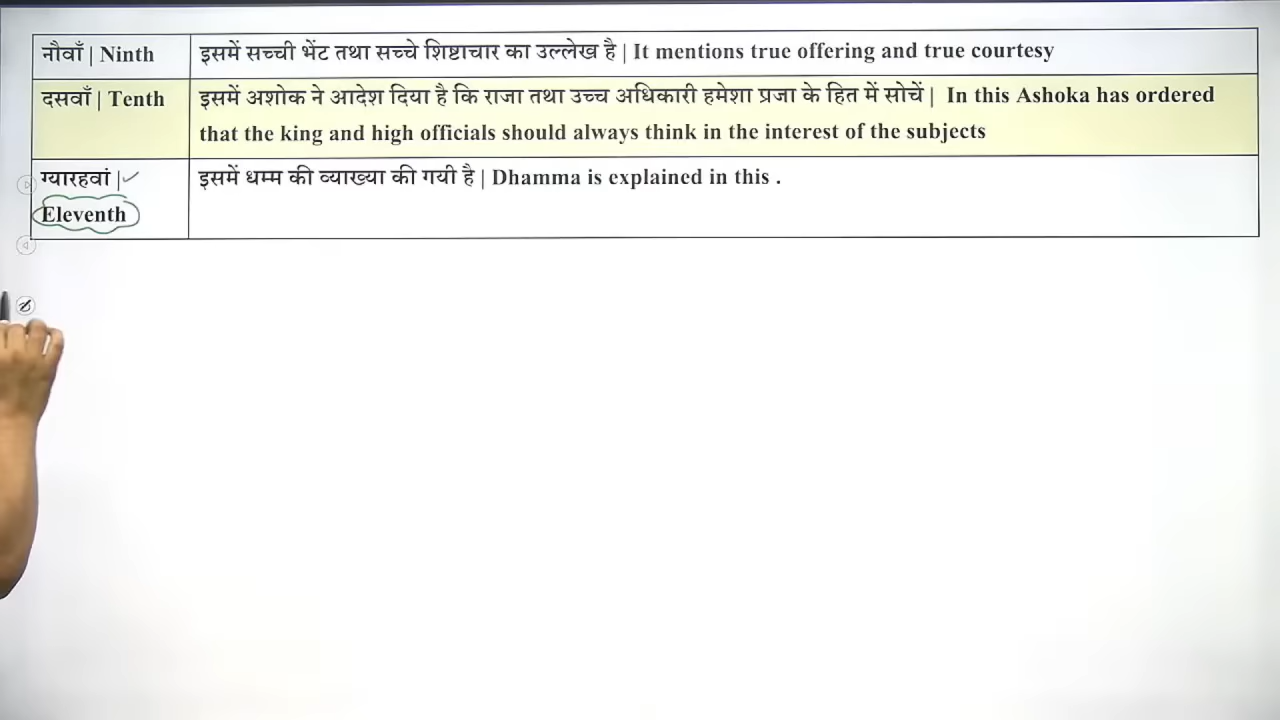 नौवाँ | Ninth
इसमें सच्ची भेंट तथा सच्चे शिष्टाचार का उल्लेख है | It mentions true offering and true courtesy
दसवाँ | Tenth
इसमें अशोक ने आदेश दिया है कि राजा तथा उच्च अधिकारी हमेशा प्रजा के हित में सोचें | In this Ashoka has ordered
that the king and high officials should always think in the interest of the subjects
ग्यारहवां |
Eleventh
इसमें धम्म की व्याख्या की गयी है | Dhamma is explained in this .